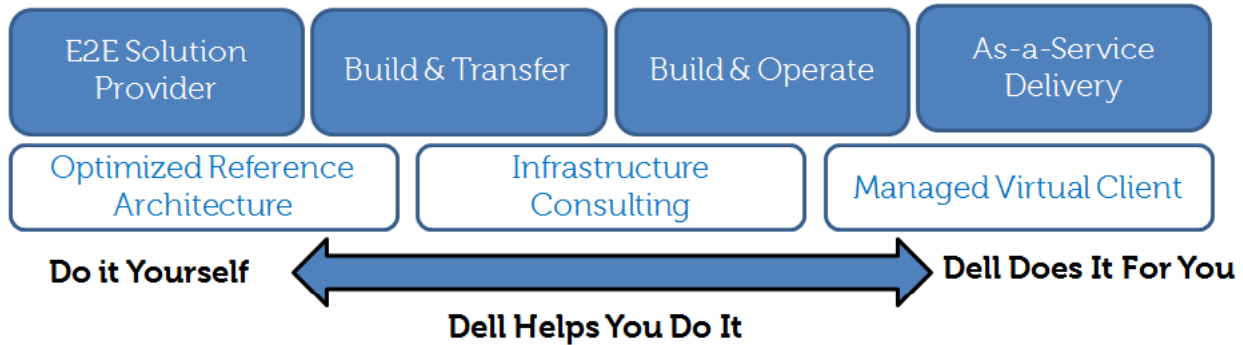 E2E Solution
Provider
Build & Transfer
Build & Operate
As-a-Service
Delivery
Optimized Reference
Architecture
Infrastructure
Consulting
Managed Virtual Client
Do it Yourself
Dell Does It For You
Dell Helps You Do It